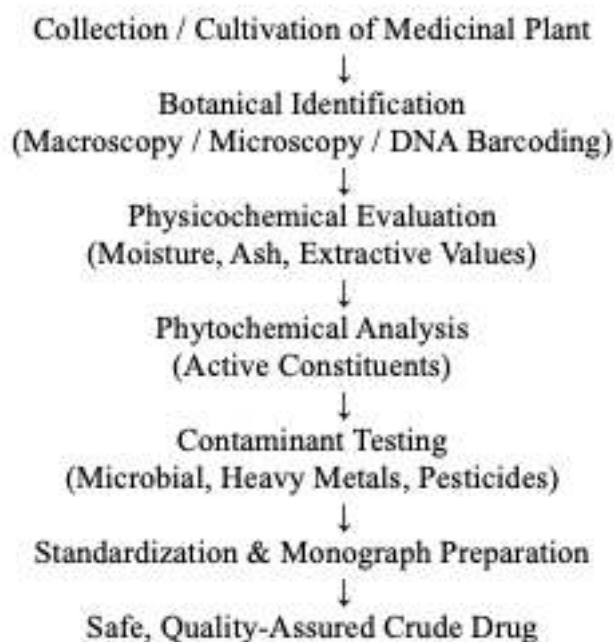 Collection / Cultivation of Medicinal Plant
↓
Botanical Identification
(Macroscopy / Microscopy / DNA Barcoding)
↓
Physicochemical Evaluation
(Moisture, Ash, Extractive Values)
↓
Phytochemical Analysis
(Active Constituents)
↓
Contaminant Testing
(Microbial, Heavy Metals, Pesticides)
↓
Standardization & Monograph Preparation
↓
Safe, Quality-Assured Crude Drug